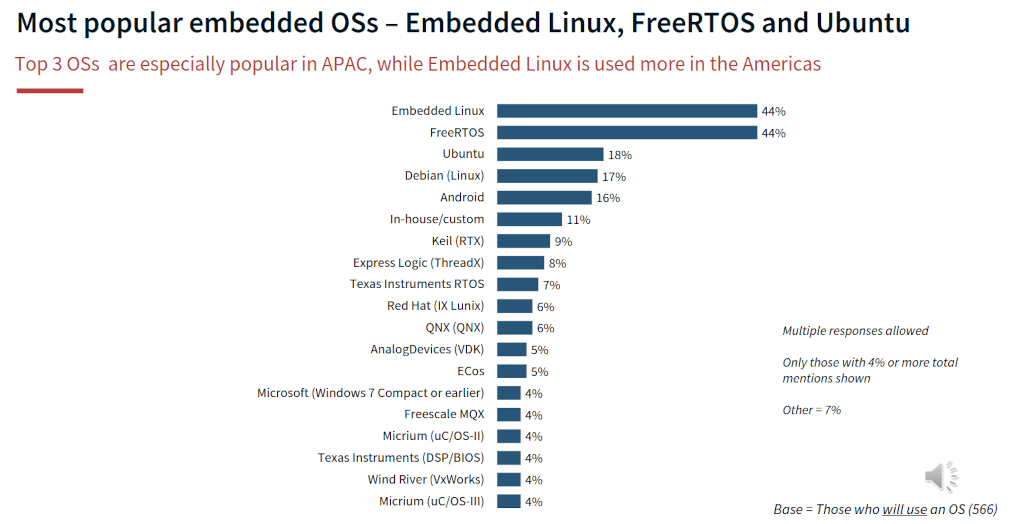 Most popular embedded OSs – Embedded Linux, FreeRTOS and Ubuntu
Top 3 OSs are especially popular in APAC, while Embedded Linux is used more in the Americas
Embedded Linux 44%
FreeRTOS 44%
Ubuntu 18%
Debian (Linux) 17%
Android 16%
In-house/custom 11%
Keil (RTX) 9%
Express Logic (ThreadX) 8%
Texas Instruments RTOS 7%
Red Hat (IX Lunix) 6%
QNX (QNX) 6%
AnalogDevices (VDK) 5%
ECos 5%
Microsoft (Windows 7 Compact or earlier) 4%
Freescale MQX 4%
Micrium (uC/OS-II) 4%
Texas Instruments (DSP/BIOS) 4%
Wind River (VxWorks) 4%
Micrium (uC/OS-III) 4%
Multiple responses allowed
Only those with 4% or more total
mentions shown
Other = 7%
Base = Those who will use an OS (566)